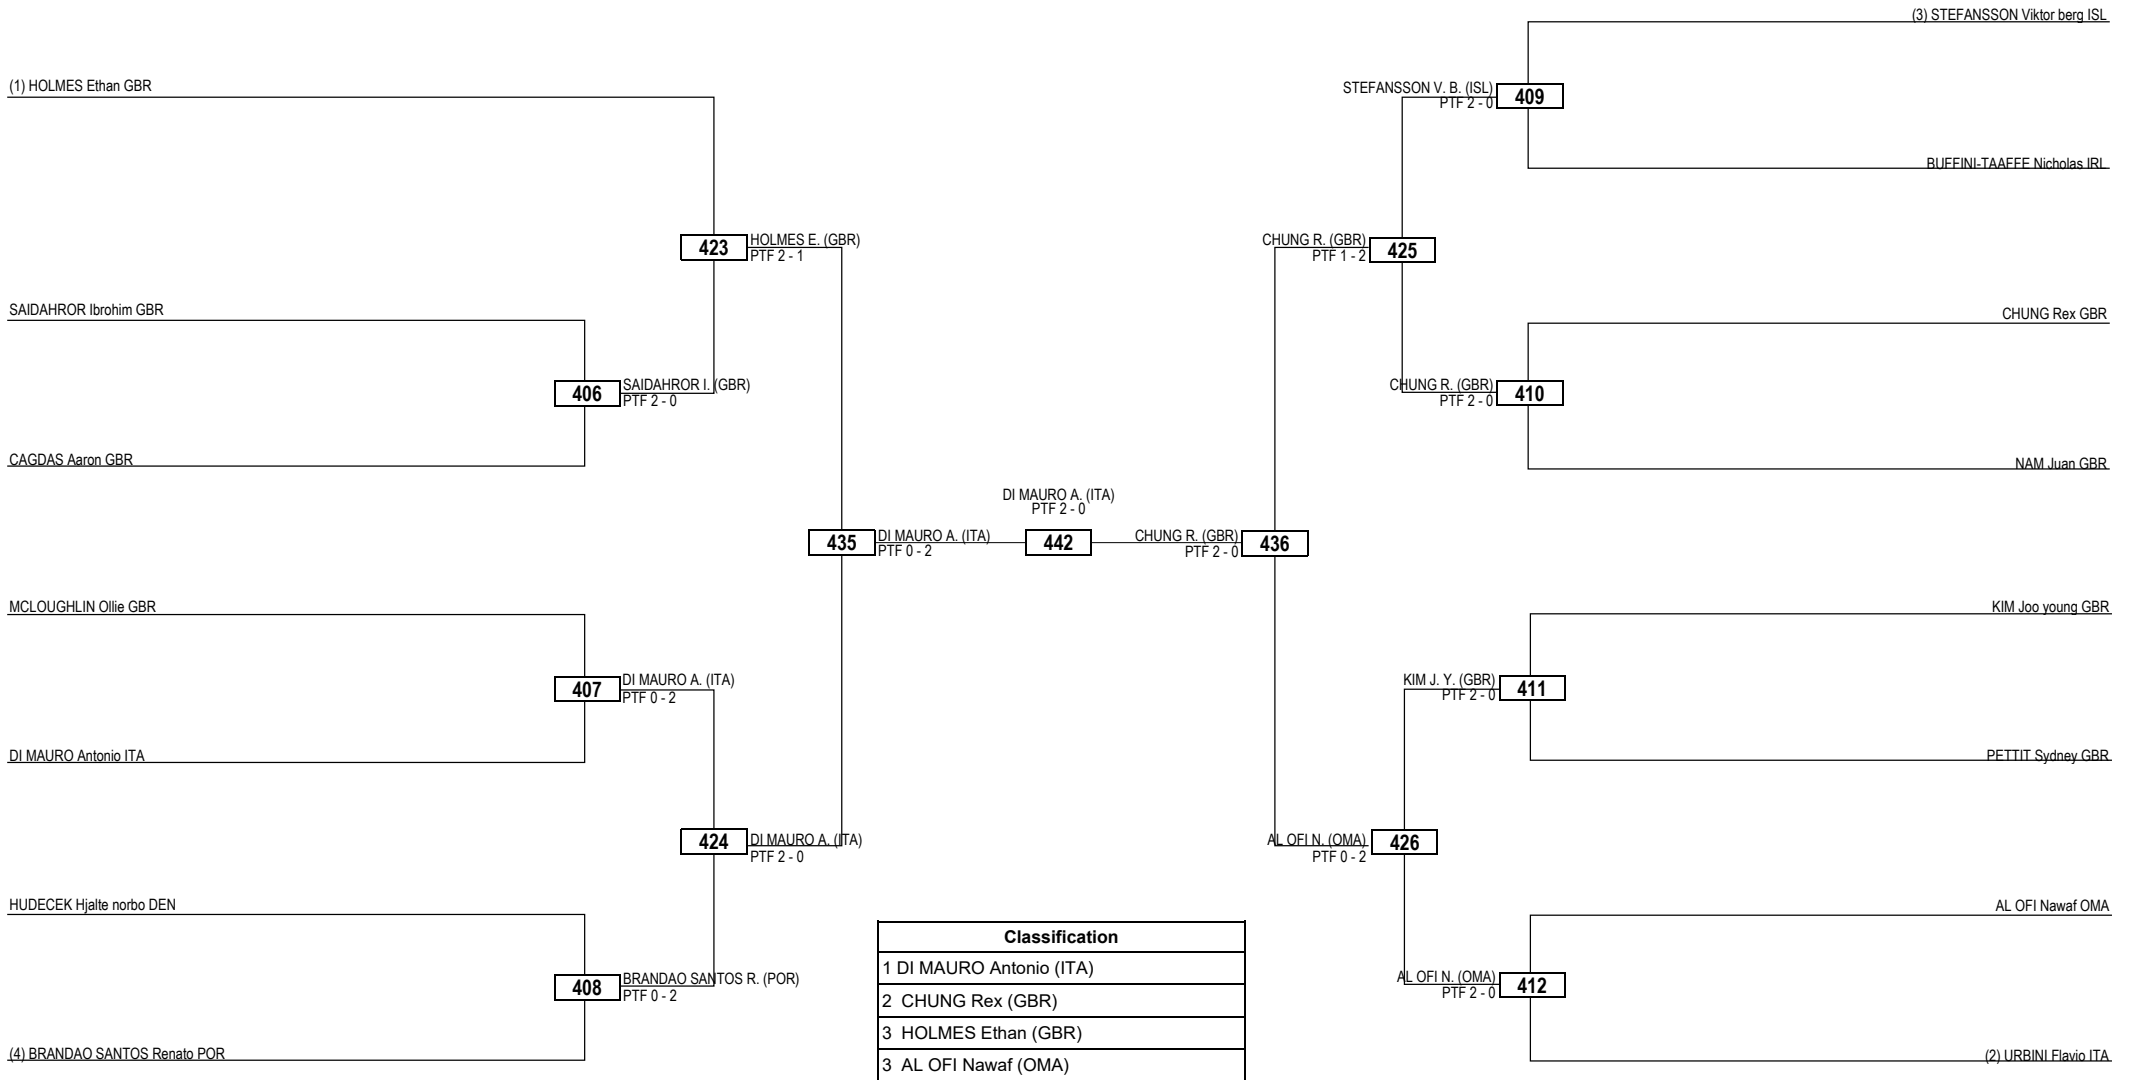 (3) STEFANSSON Viktor berg ISL
(1) HOLMES Ethan GBR
STEFANSSON V. B. (ISL)
PTF 2 - 0
409
BUFFINI-TAAFFE Nicholas IRL
423
HOLMES E. (GBR)
PTF 2 - 1
CHUNG R. (GBR)
PTF 1 - 2
425
SAIDAHROR Ibrohim GBR
CHUNG Rex GBR
406
SAIDAHROR I. (GBR)
PTF 2 - 0
CHUNG R. (GBR)
PTF 2 - 0
410
CAGDAS Aaron GBR
NAM Juan GBR
DI MAURO A. (ITA)
PTF 2 - 0
435
DI MAURO A. (ITA)
PTF 0 - 2
442
CHUNG R. (GBR)
PTF 2 - 0
436
MCLOUGHLIN Ollie GBR
KIM Joo young GBR
407
DI MAURO A. (ITA)
PTF 0 - 2
KIM J. Y. (GBR)
PTF 2 - 0
411
DI MAURO Antonio ITA
PETTIT Sydney GBR
424
DI MAURO A. (ITA)
PTF 2 - 0
AL OFI N. (OMA)
PTF 0 - 2
426
HUDECEK Hjalte norbo DEN
AL OFI Nawaf OMA
408
BRANDAO SANTOS R. (POR)
PTF 0 - 2
AL OFI N. (OMA)
PTF 2 - 0
412
(4) BRANDAO SANTOS Renato POR
(2) URBINI Flavio ITA
Classification
1 DI MAURO Antonio (ITA)
2 CHUNG Rex (GBR)
3 HOLMES Ethan (GBR)
3 AL OFI Nawaf (OMA)